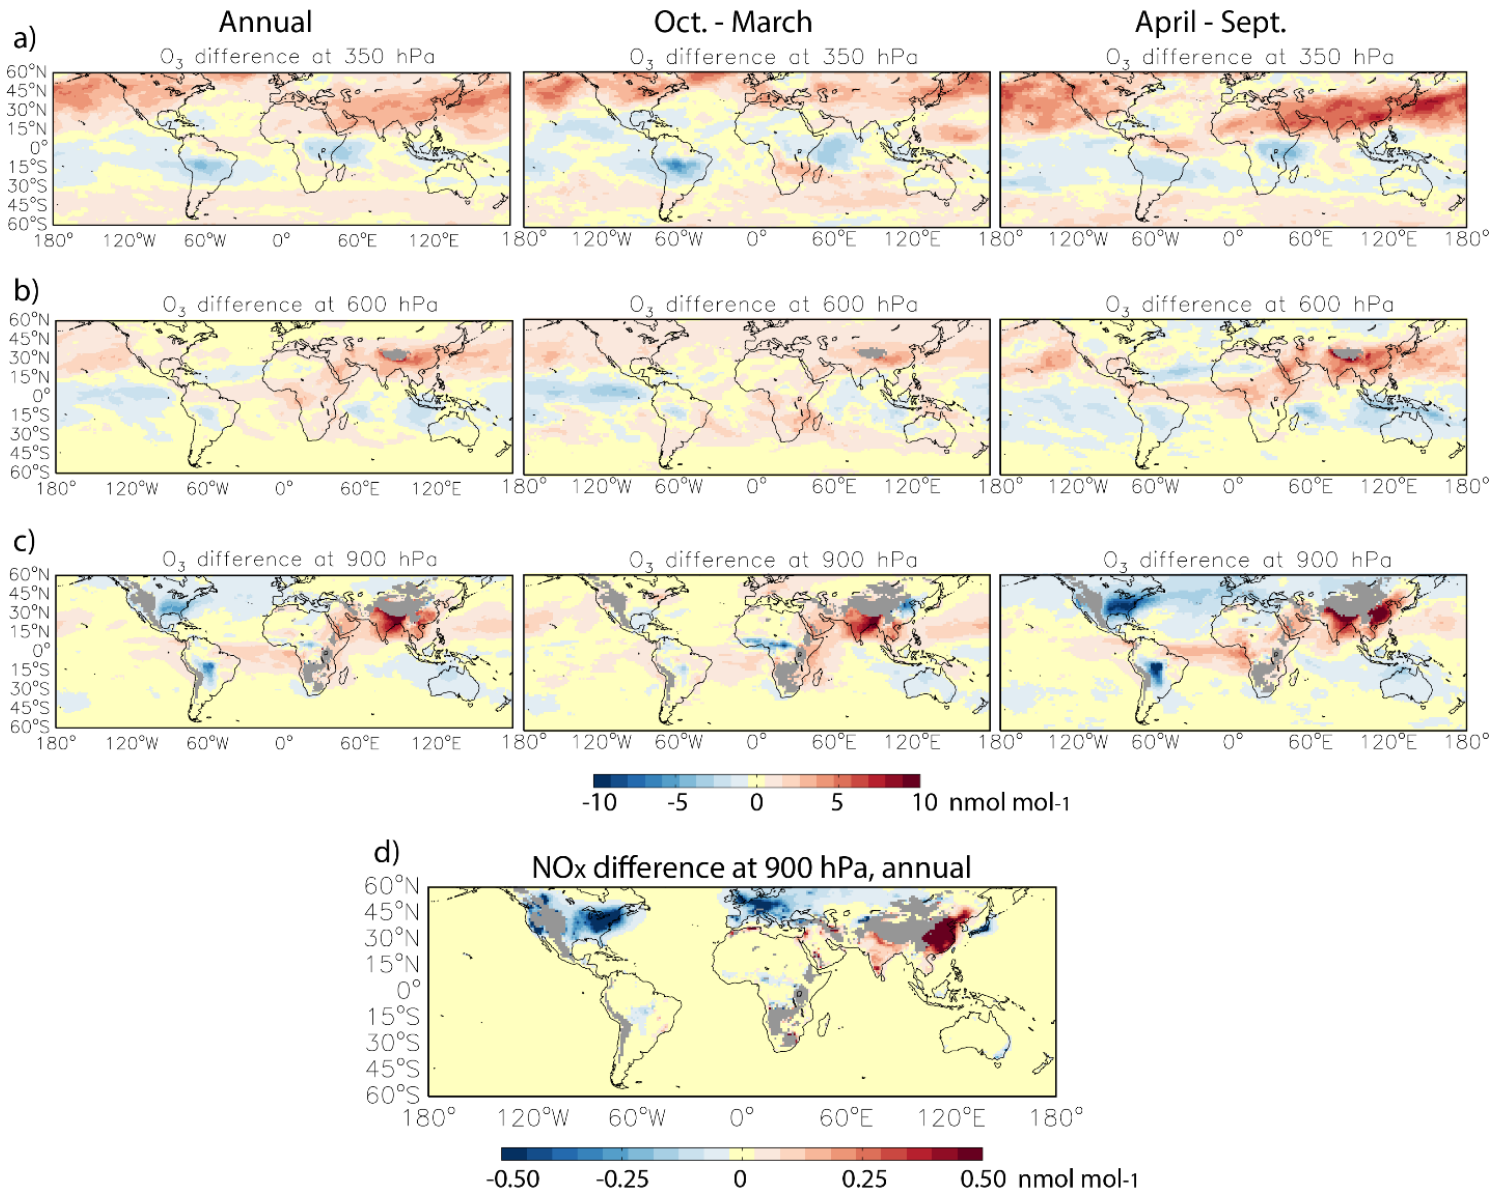 Annual Oct. - March April - Sept.
a)
O3 difference at 350 hPa O3 difference at 350 hPa O3 difference at 350 hPa
60°N
45°N
30°N
15°N
0°
15°S
30°S
45°S
60°S
180° 120°W 60°W 0° 60°E 120°E 180° 120°W 60°W 0° 60°E 120°E 180° 120°W 60°W 0° 60°E 120°E 180°
b)
O3 difference at 600 hPa O3 difference at 600 hPa O3 difference at 600 hPa
60°N
45°N
30°N
15°N
0°
15°S
30°S
45°S
60°S
180° 120°W 60°W 0° 60°E 120°E 180° 120°W 60°W 0° 60°E 120°E 180° 120°W 60°W 0° 60°E 120°E 180°
c)
O3 difference at 900 hPa O3 difference at 900 hPa O3 difference at 900 hPa
60°N
45°N
30°N
15°N
0°
15°S
30°S
45°S
60°S
180° 120°W 60°W 0° 60°E 120°E 180° 120°W 60°W 0° 60°E 120°E 180° 120°W 60°W 0° 60°E 120°E 180°
-10 -5 0 5 10 nmol mol-1
d)
NOx difference at 900 hPa, annual
60°N
45°N
30°N
15°N
0°
15°S
30°S
45°S
60°S
180° 120°W 60°W 0° 60°E 120°E 180°
-0.50 -0.25 0 0.25 0.50 nmol mol-1